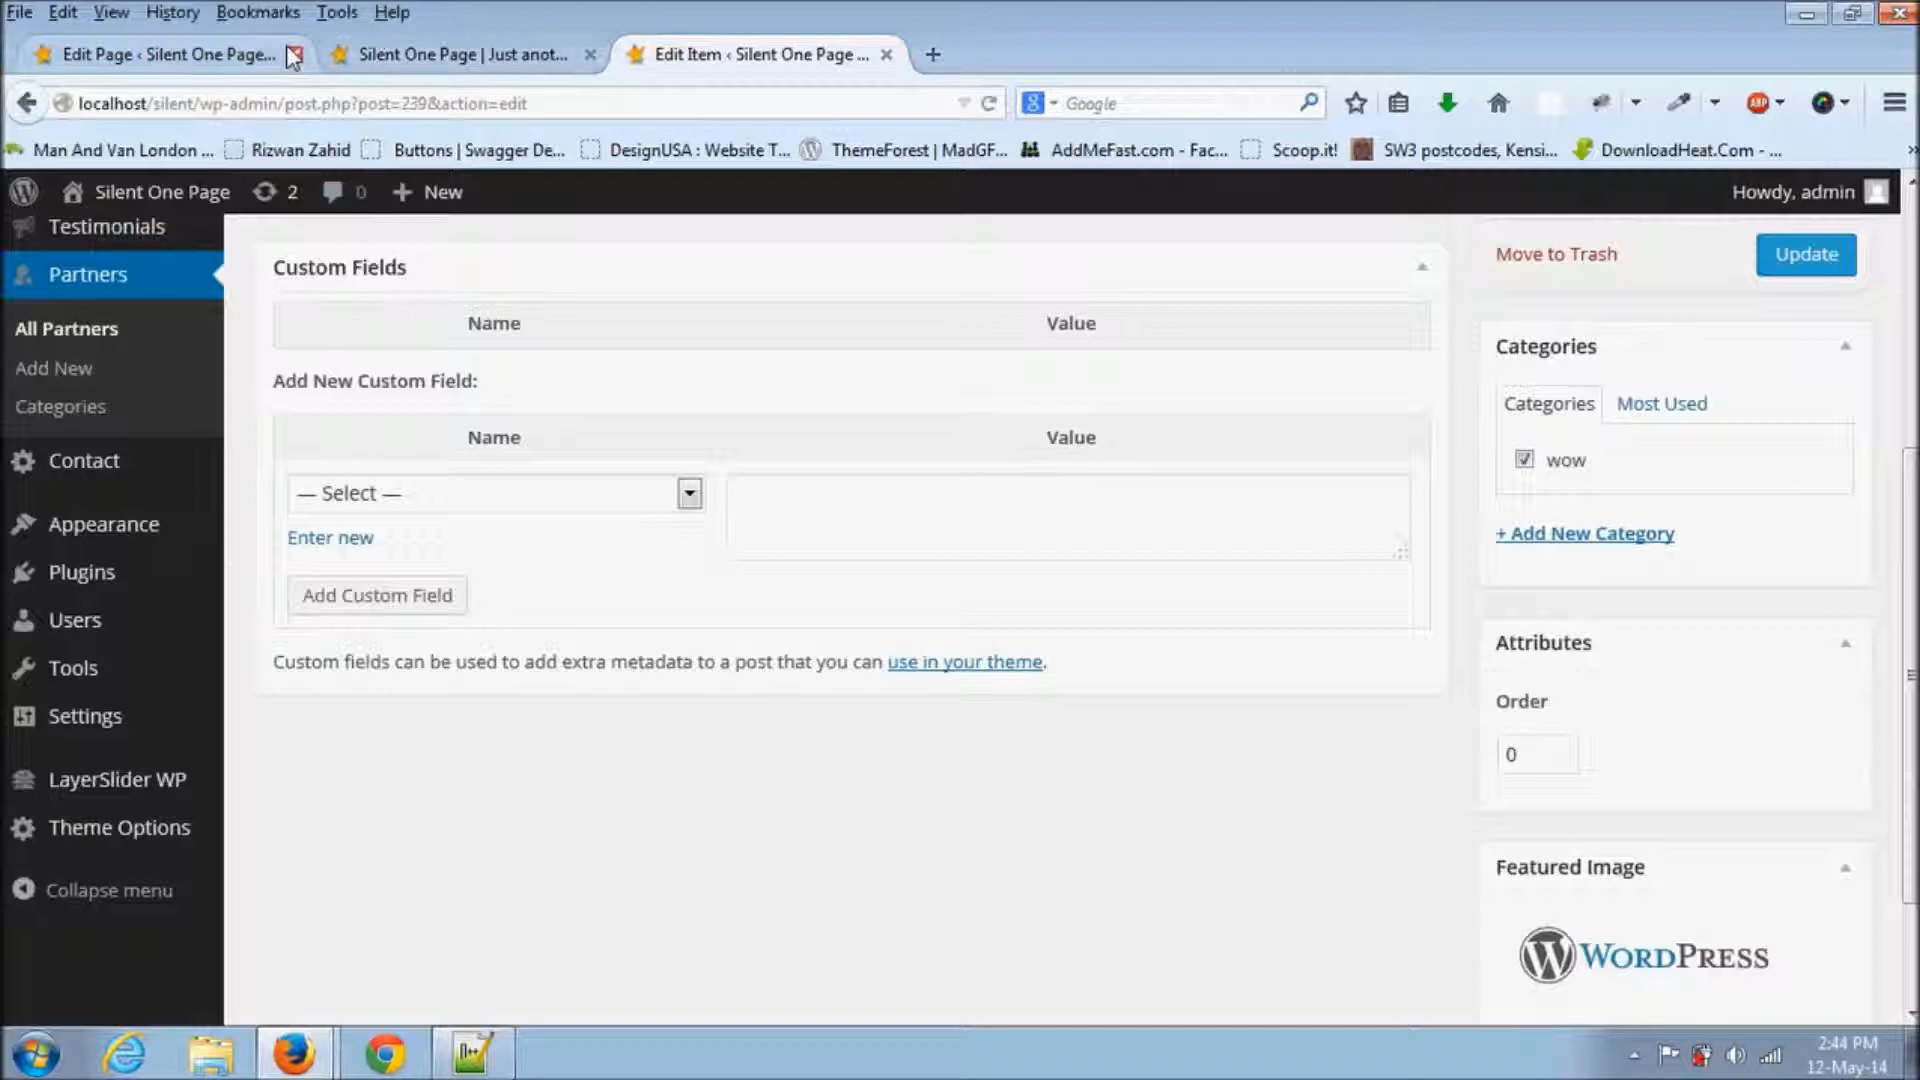 File Edit View History Bookmarks Tools Help
Edit Page ‹ Silent One Page... Silent One Page | Just anot... Edit Item ‹ Silent One Page ...
localhost/silent/wp-admin/post.php?post=239&action=edit Google
Man And Van London ... Rizwan Zahid Buttons | Swagger De... DesignUSA : Website T... ThemeForest | MadGF... AddMeFast.com - Fac... Scoop.it! SW3 postcodes, Kensi... DownloadHeat.Com - ...
Silent One Page 2 0 + New Howdy, admin
Testimonials
Partners
All Partners
Add New
Categories
Contact
Appearance
Plugins
Users
Tools
Settings
LayerSlider WP
Theme Options
Collapse menu
Custom Fields
Name Value
Add New Custom Field:
Name Value
— Select —
Enter new
Add Custom Field
Custom fields can be used to add extra metadata to a post that you can use in your theme.
Move to Trash Update
Categories
Categories Most Used
wow
+ Add New Category
Attributes
Order
0
Featured Image
WORDPRESS
2:44 PM
12-May-14